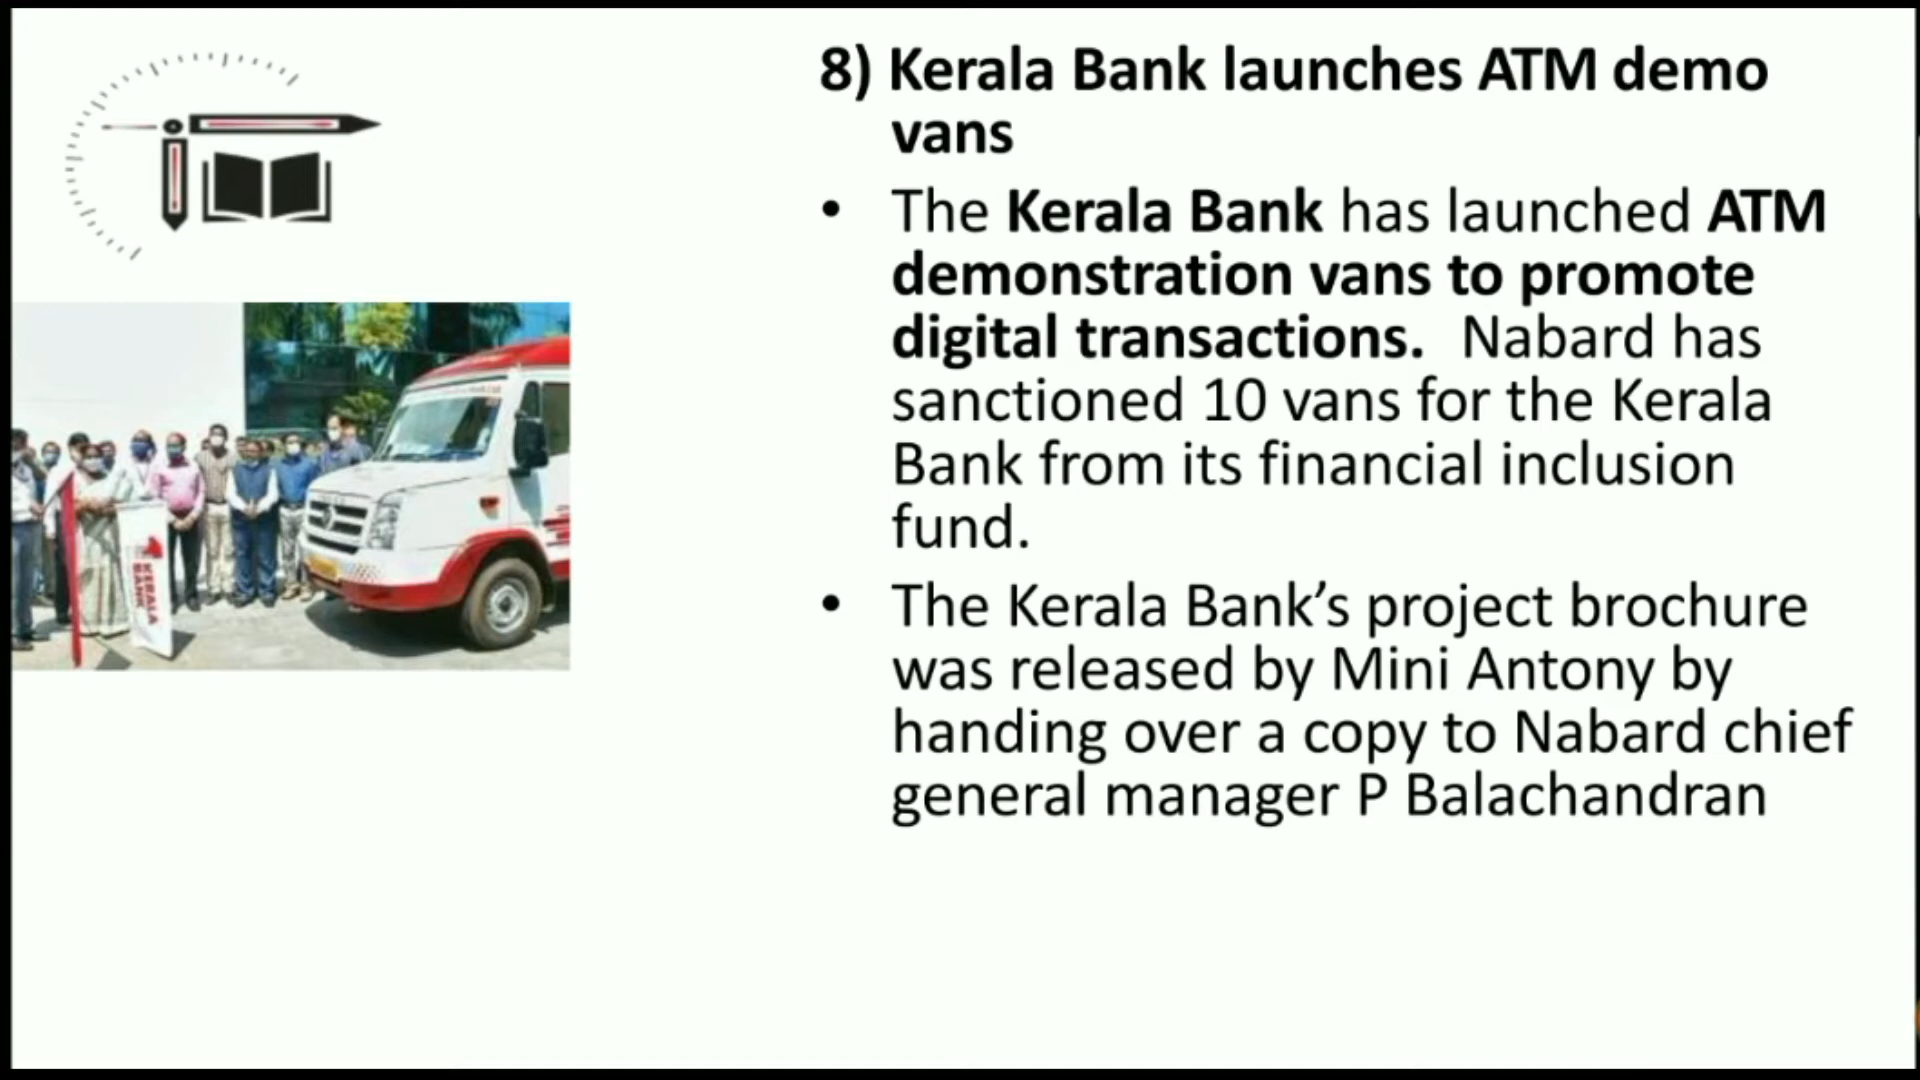 8) Kerala Bank launches ATM demo
vans
• The Kerala Bank has launched ATM
demonstration vans to promote
digital transactions. Nabard has
sanctioned 10 vans for the Kerala
Bank from its financial inclusion
fund.
• The Kerala Bank’s project brochure
was released by Mini Antony by
handing over a copy to Nabard chief
general manager P Balachandran
KERALA
BANK